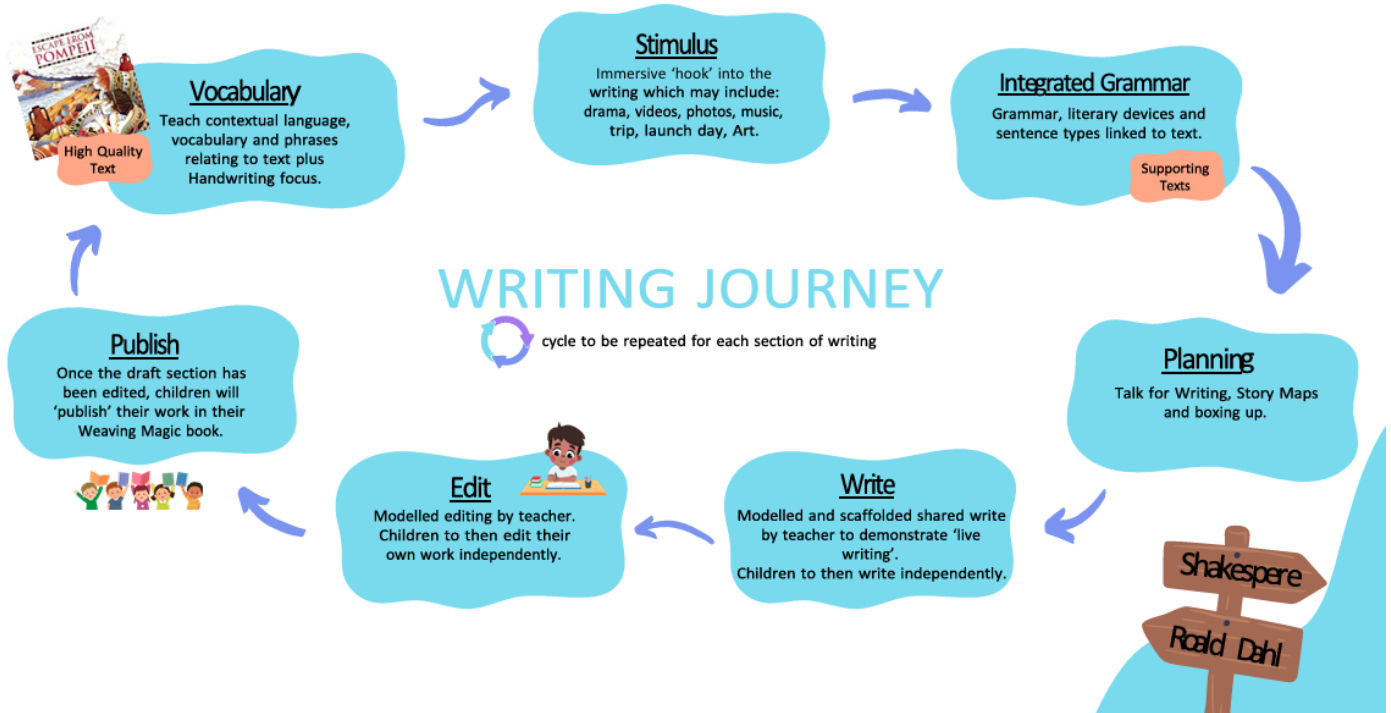 ESCAPE FROM
POMPEII
High Quality
Text
Vocabulary
Teach contextual language,
vocabulary and phrases
relating to text plus
Handwriting focus.
Stimulus
Immersive ‘hook’ into the
writing which may include:
drama, videos, photos, music,
trip, launch day, Art.
Integrated Grammar
Grammar, literary devices and
sentence types linked to text.
Supporting
Texts
WRITING JOURNEY
cycle to be repeated for each section of writing
Planning
Talk for Writing, Story Maps
and boxing up.
Write
Modelled and scaffolded shared write
by teacher to demonstrate ‘live
writing’.
Children to then write independently.
Edit
Modelled editing by teacher.
Children to then edit their
own work independently.
Publish
Once the draft section has
been edited, children will
‘publish’ their work in their
Weaving Magic book.
Shakespere
Roald Dahl